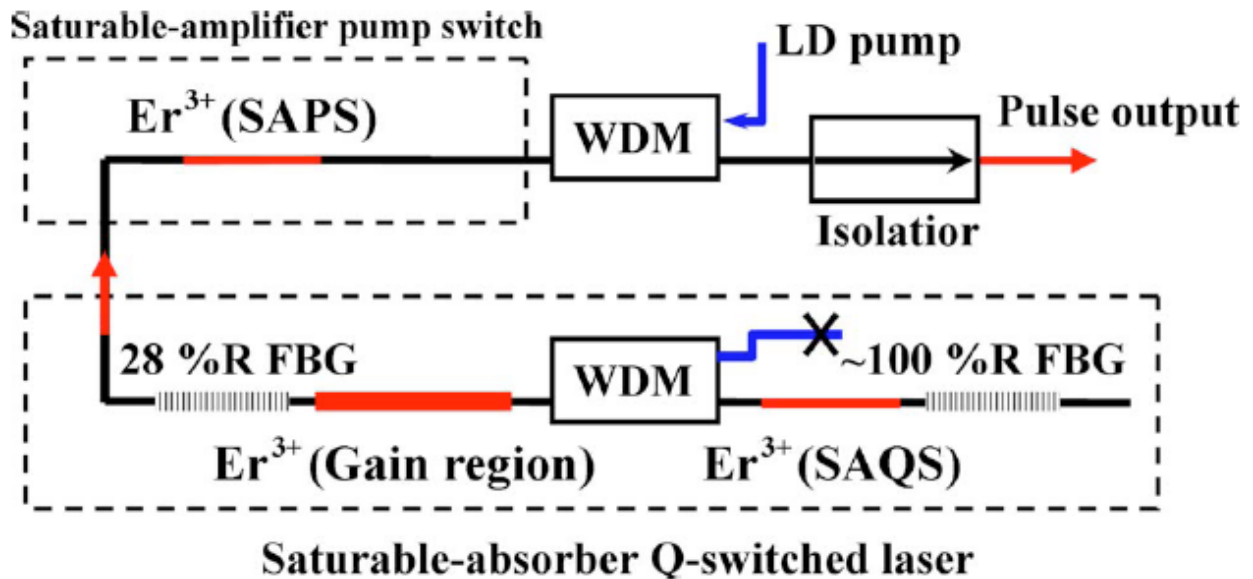 Saturable-amplifier pump switch
LD pump
Er³⁺(SAPS)
WDM
Pulse output
Isolatior
28 %R FBG
WDM
~100 %R FBG
Er³⁺(Gain region)
Er³⁺(SAQS)
Saturable-absorber Q-switched laser